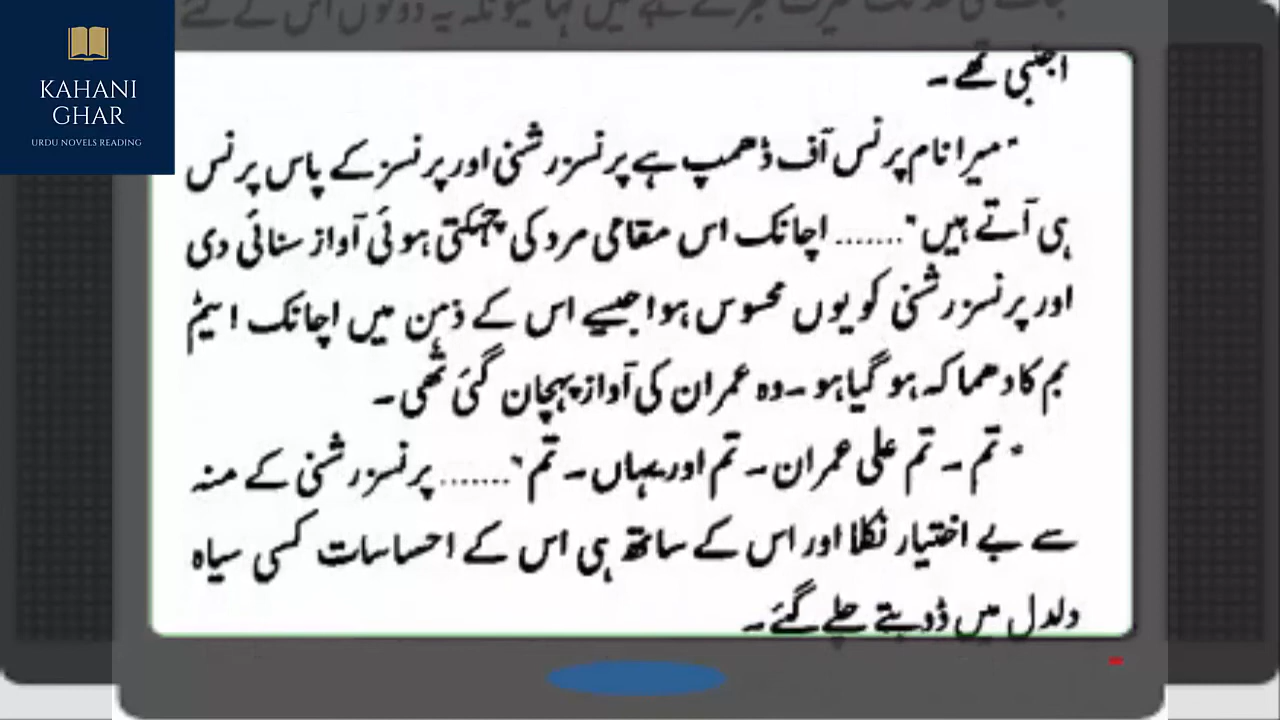 KAHANI
GHAR
URDU NOVELS READING
اجنبی تھے۔
"میرا نام پرنس آف ڈھمپ ہے پرنسز رشنی اور پرنسز کے پاس پرنس
ہی آتے ہیں"....... اچانک اس مقامی مرد کی چہکتی ہوئی آواز سنائی دی
اور پرنسز رشنی کو یوں محسوس ہوا جیسے اس کے ذہن میں اچانک ایٹم
بم کا دھماکہ ہو گیا ہو۔ وہ عمران کی آواز پہچان گئی تھی۔
"تم۔ تم علی عمران۔ تم اور یہاں۔ تم"....... پرنسز رشنی کے منہ
سے بے اختیار نکلا اور اس کے ساتھ ہی اس کے احساسات کسی سیاہ
دلدل میں ڈوبتے چلے گئے۔